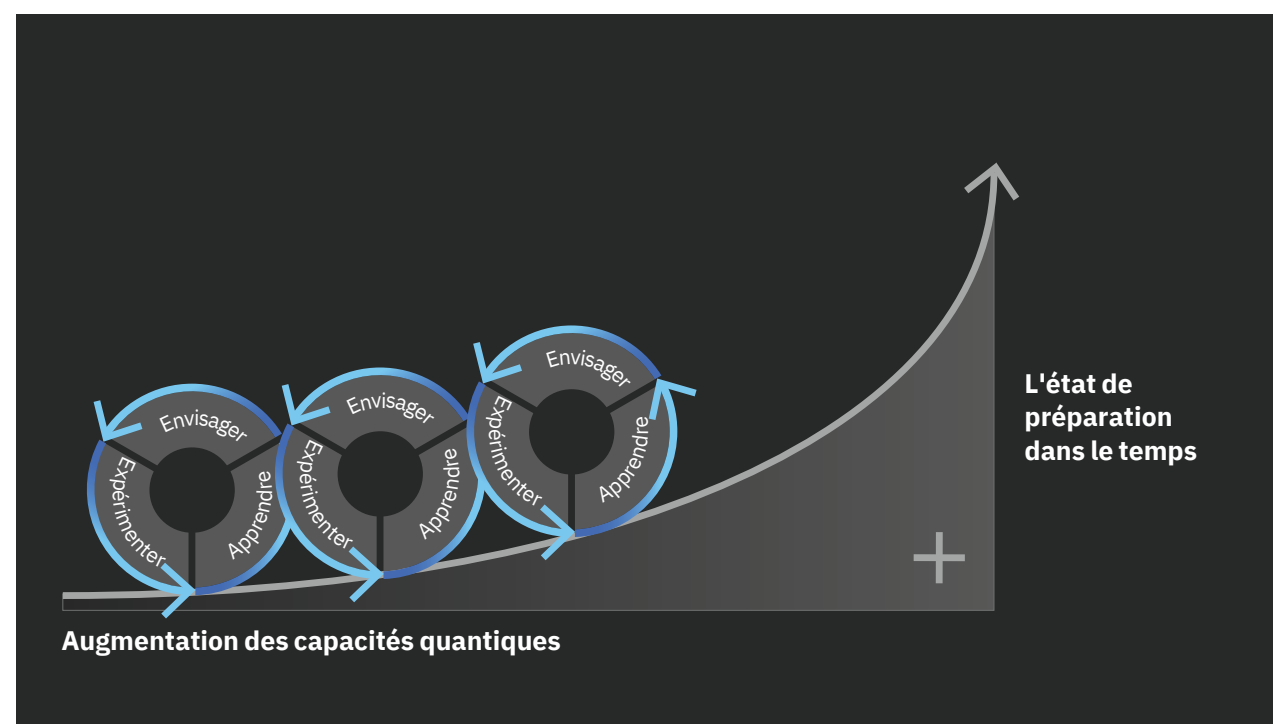 Envisager
Expérimenter
Apprendre
Envisager
Expérimenter
Apprendre
Envisager
Expérimenter
Apprendre
L'état de
préparation
dans le temps
Augmentation des capacités quantiques